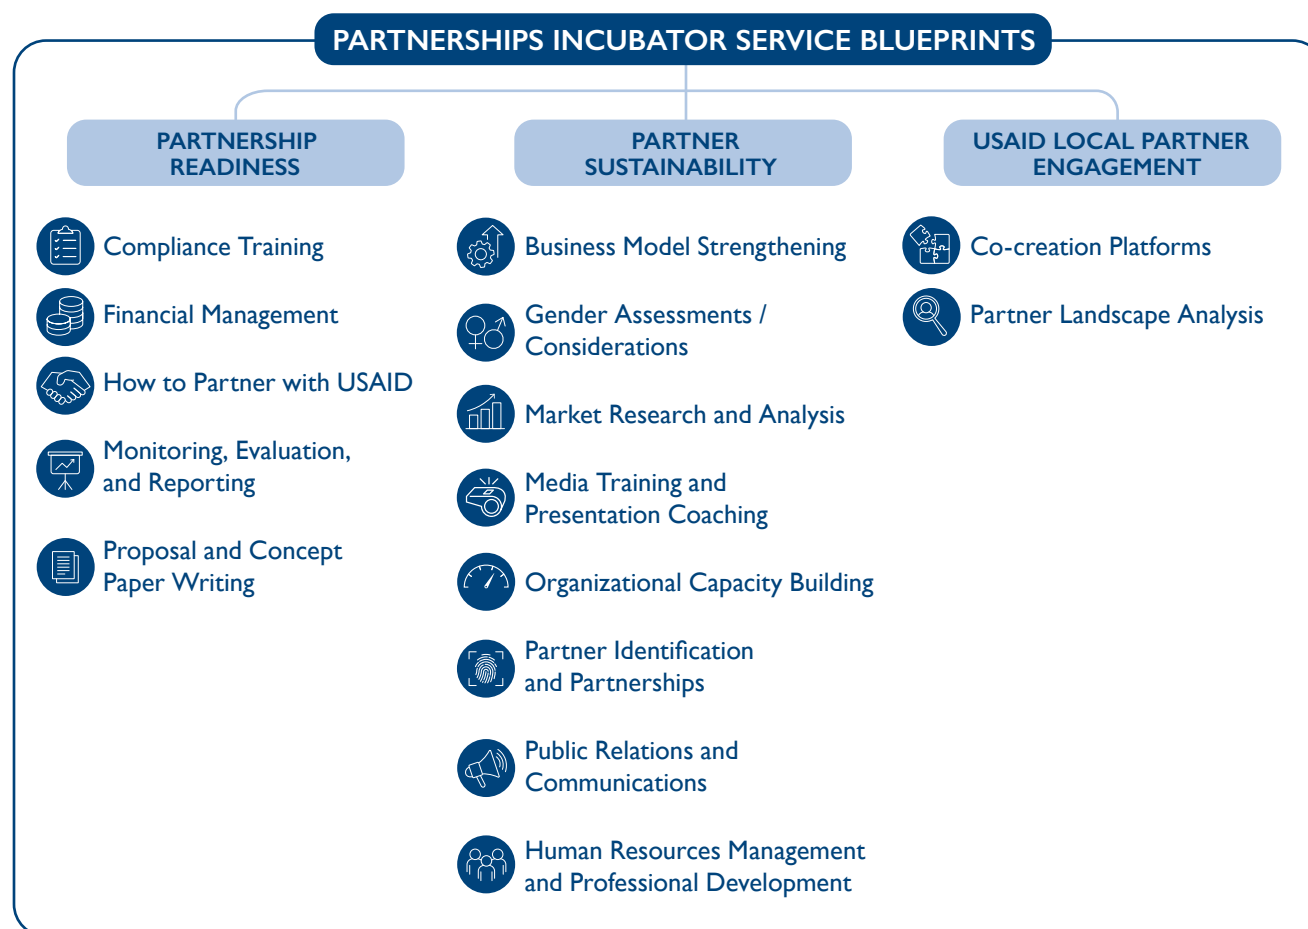 PARTNERSHIPS INCUBATOR SERVICE BLUEPRINTS
PARTNERSHIP
READINESS
Compliance Training
Financial Management
How to Partner with USAID
Monitoring, Evaluation,
and Reporting
Proposal and Concept
Paper Writing
PARTNER
SUSTAINABILITY
Business Model Strengthening
Gender Assessments /
Considerations
Market Research and Analysis
Media Training and
Presentation Coaching
Organizational Capacity Building
Partner Identification
and Partnerships
Public Relations and
Communications
Human Resources Management
and Professional Development
USAID LOCAL PARTNER
ENGAGEMENT
Co-creation Platforms
Partner Landscape Analysis